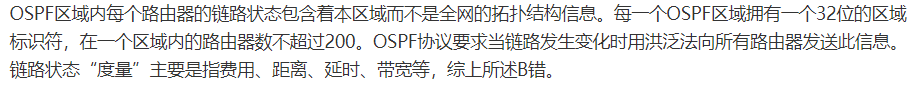 OSPF区域内每个路由器的链路状态包含着本区域而不是全网的拓扑结构信息。每一个OSPF区域拥有一个32位的区域
标识符，在一个区域内的路由器数不超过200。OSPF协议要求当链路发生变化时用洪泛法向所有路由器发送此信息。
链路状态“度量”主要是指费用、距离、延时、带宽等，综上所述B错。